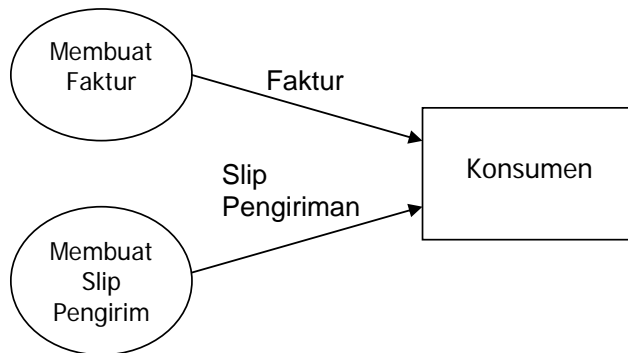 Membuat
Faktur
Faktur
Konsumen
Slip
Pengiriman
Membuat
Slip
Pengirim